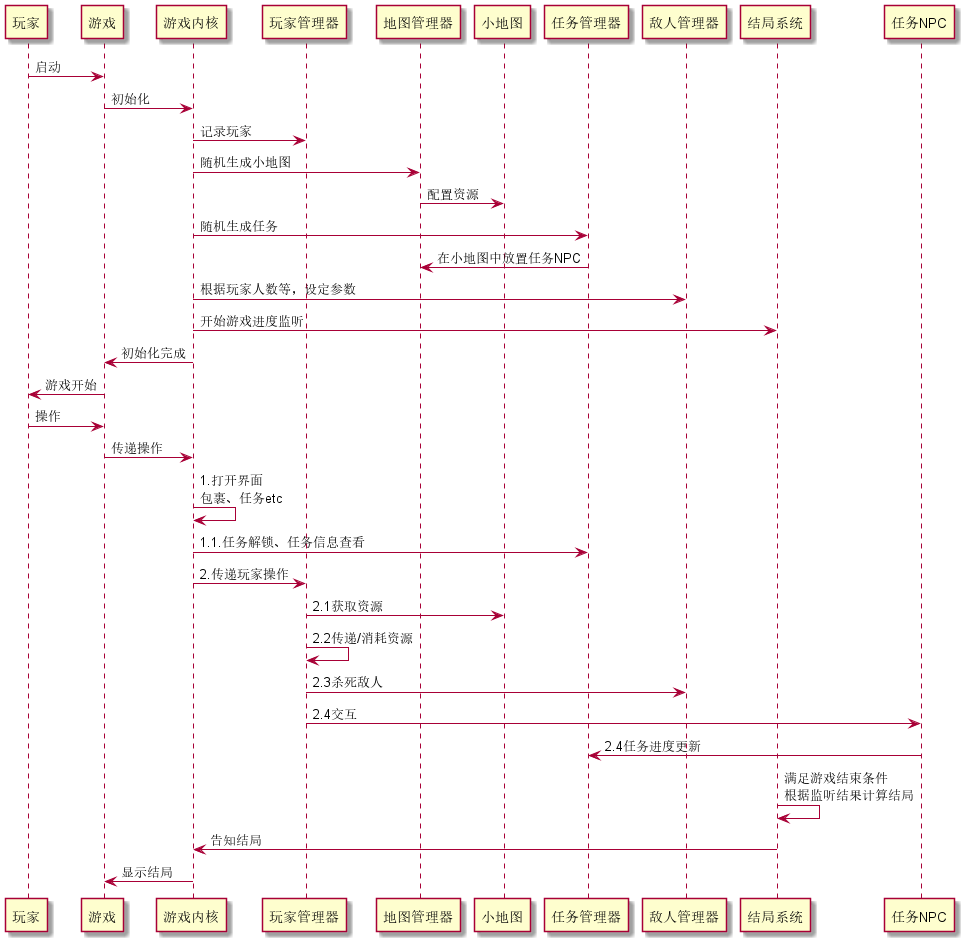 玩家 游戏 游戏内核 玩家管理器 地图管理器 小地图 任务管理器 敌人管理器 结局系统 任务NPC
启动
初始化
记录玩家
随机生成小地图
配置资源
随机生成任务
在小地图中放置任务NPC
根据玩家人数等，设定参数
开始游戏进度监听
初始化完成
游戏开始
操作
传递操作
1.打开界面
包裹、任务etc
1.1.任务解锁、任务信息查看
2.传递玩家操作
2.1获取资源
2.2传递/消耗资源
2.3杀死敌人
2.4交互
2.4任务进度更新
满足游戏结束条件
根据监听结果计算结局
告知结局
显示结局
玩家 游戏 游戏内核 玩家管理器 地图管理器 小地图 任务管理器 敌人管理器 结局系统 任务NPC